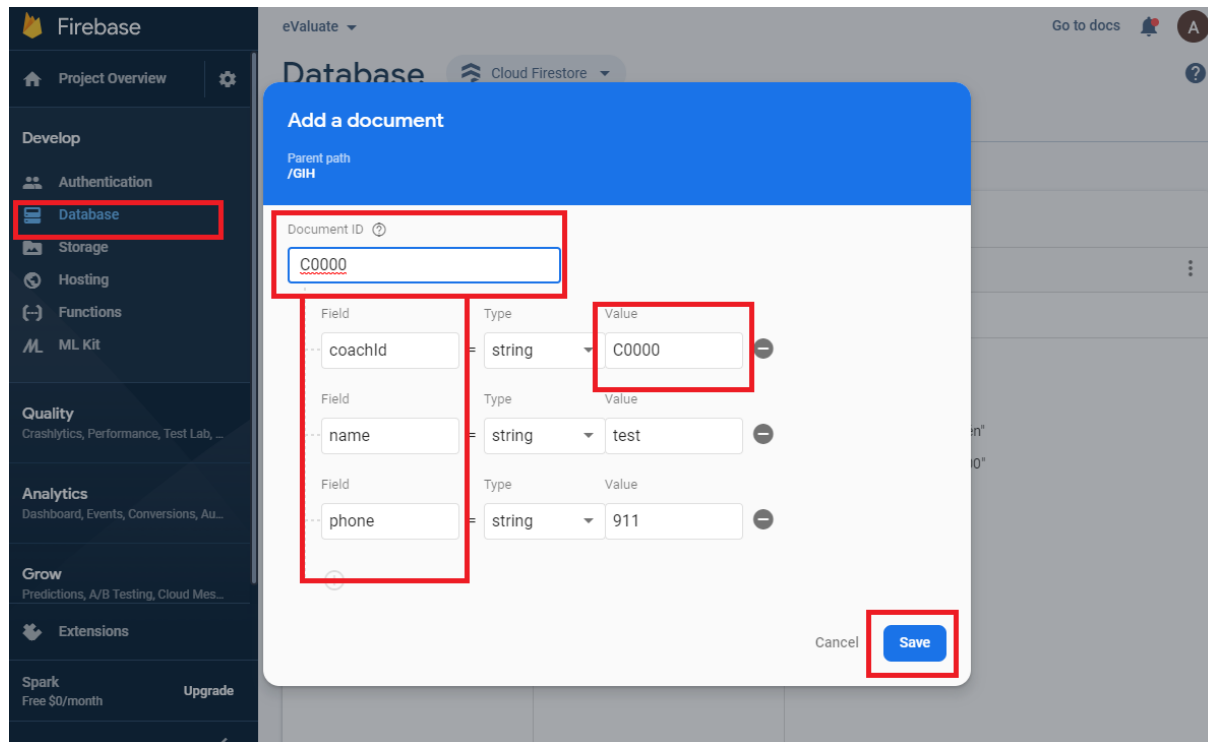 Firebase
Project Overview
Develop
Authentication
Database
Storage
Hosting
Functions
ML Kit
Quality
Crashlytics, Performance, Test Lab, ...
Analytics
Dashboard, Events, Conversions, Au...
Grow
Predictions, A/B Testing, Cloud Mes...
Extensions
Spark
Free $0/month
Upgrade
eValuate
Go to docs
A
Database
Cloud Firestore
?
Add a document
Parent path
/GIH
Document ID ?
C0000
Field Type Value
coachId = string C0000
Field Type Value
name = string test
Field Type Value
phone = string 911
Cancel Save